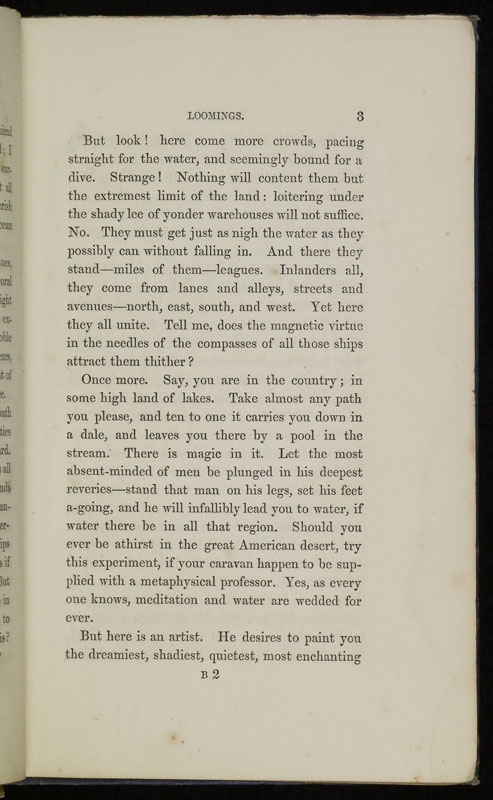 LOOMINGS. 3
But look! here come more crowds, pacing
straight for the water, and seemingly bound for a
dive. Strange! Nothing will content them but
the extremest limit of the land: loitering under
the shady lee of yonder warehouses will not suffice.
No. They must get just as nigh the water as they
possibly can without falling in. And there they
stand—miles of them—leagues. Inlanders all,
they come from lanes and alleys, streets and
avenues—north, east, south, and west. Yet here
they all unite. Tell me, does the magnetic virtue
in the needles of the compasses of all those ships
attract them thither?
Once more. Say, you are in the country; in
some high land of lakes. Take almost any path
you please, and ten to one it carries you down in
a dale, and leaves you there by a pool in the
stream. There is magic in it. Let the most
absent-minded of men be plunged in his deepest
reveries—stand that man on his legs, set his feet
a-going, and he will infallibly lead you to water, if
water there be in all that region. Should you
ever be athirst in the great American desert, try
this experiment, if your caravan happen to be sup-
plied with a metaphysical professor. Yes, as every
one knows, meditation and water are wedded for
ever.
But here is an artist. He desires to paint you
the dreamiest, shadiest, quietest, most enchanting
B 2